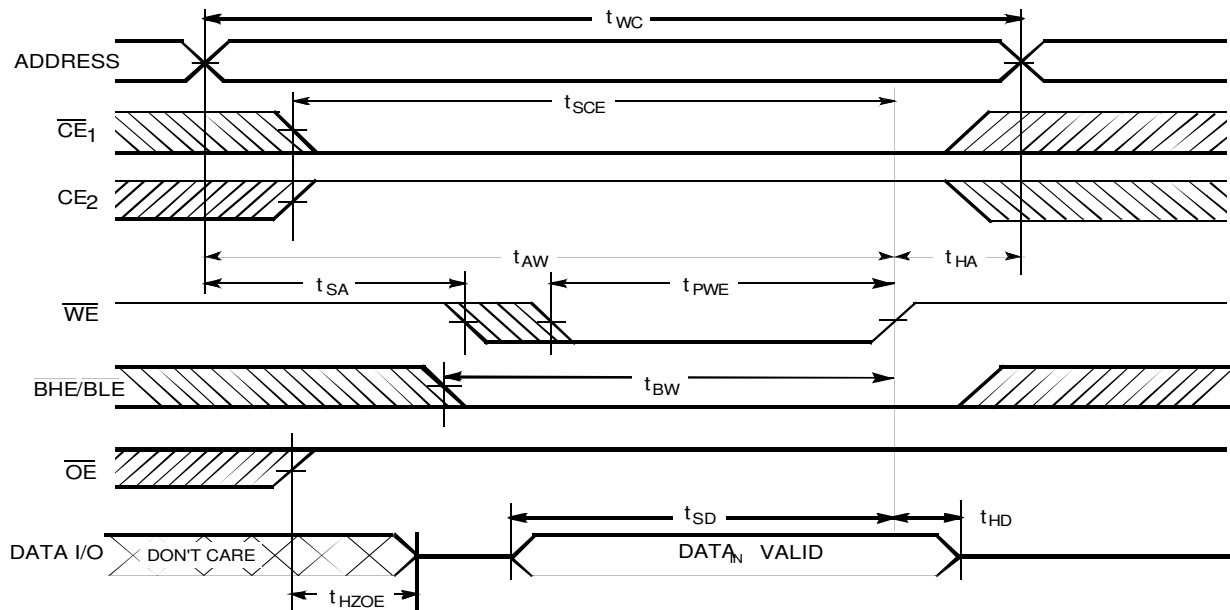 tWC
ADDRESS
tSCE
CE1
CE2
tAW
tHA
tSA
tPWE
WE
BHE/BLE
tBW
OE
tSD
tHD
DATA I/O
DON'T CARE
DATAIN VALID
tHZOE